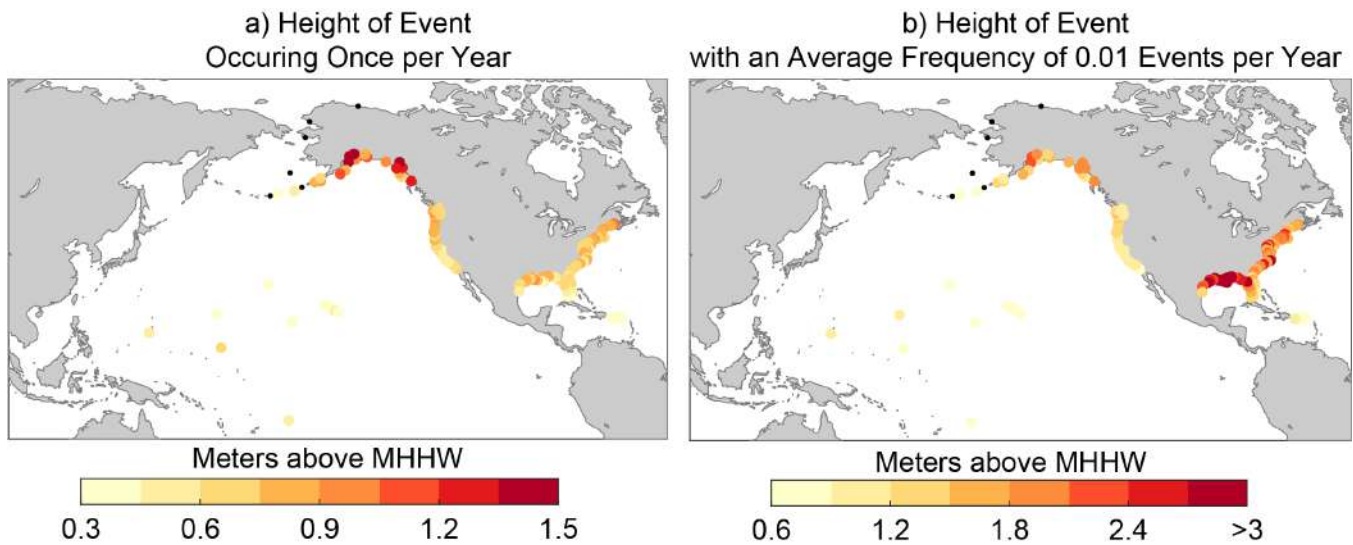 a) Height of Event
Occuring Once per Year
b) Height of Event
with an Average Frequency of 0.01 Events per Year
Meters above MHHW
0.3 0.6 0.9 1.2 1.5
Meters above MHHW
0.6 1.2 1.8 2.4 >3